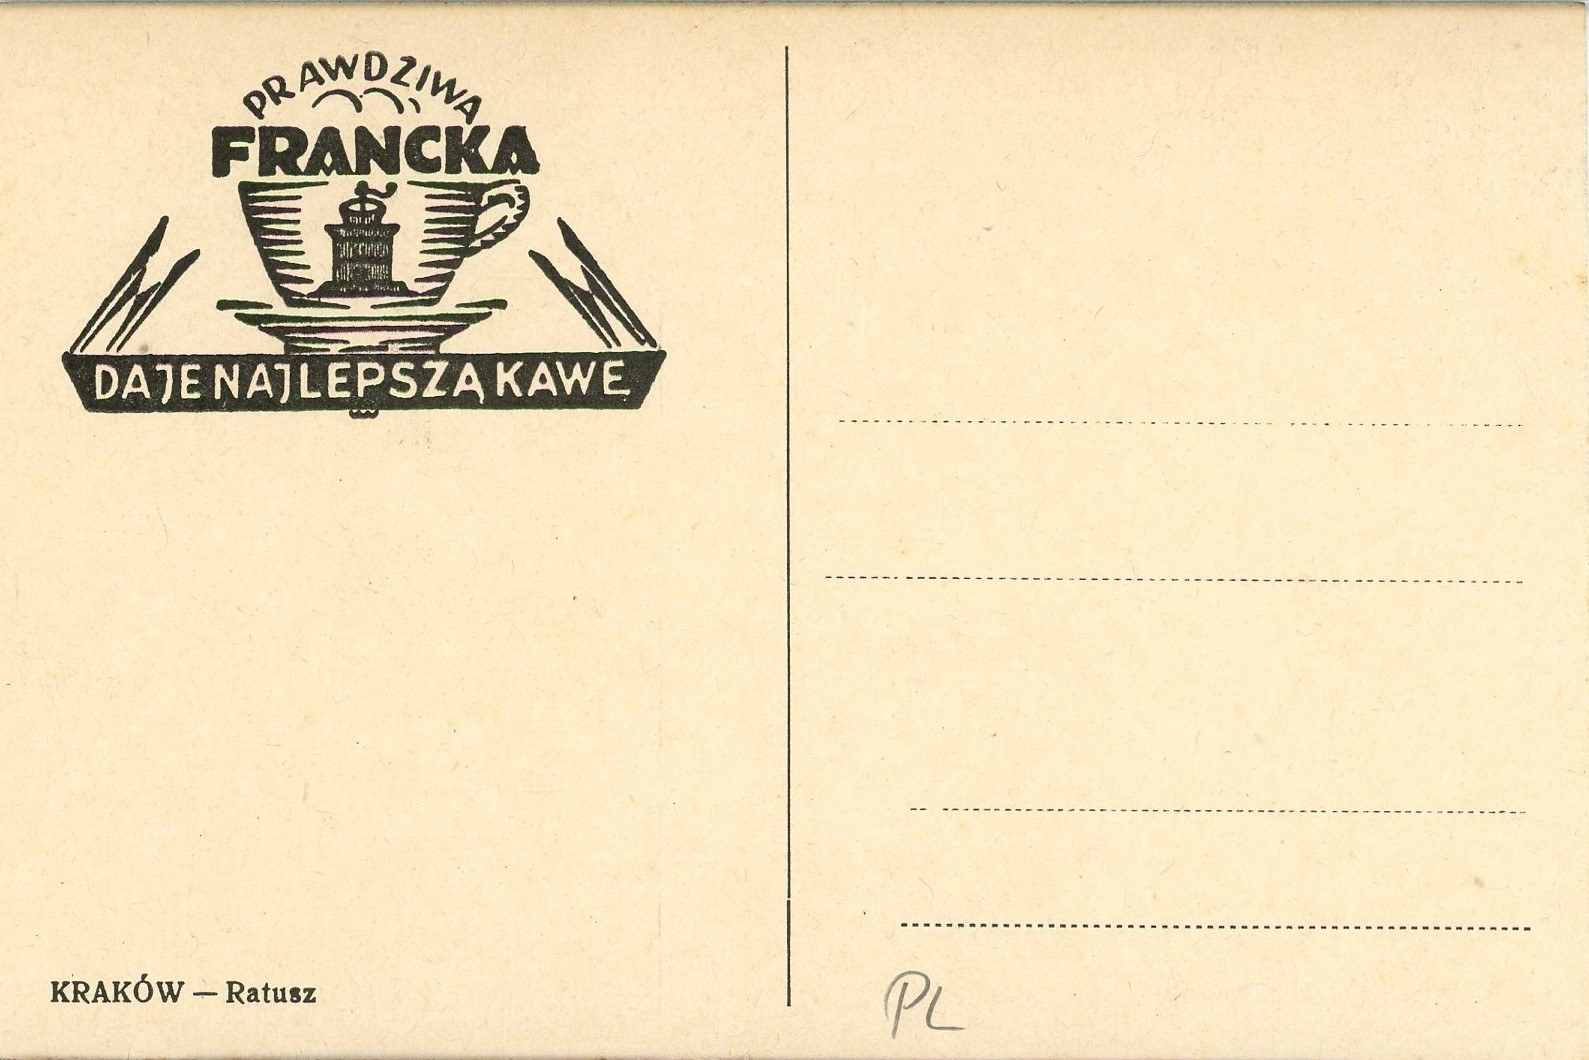 PRAWDZIWA
FRANCKA
DAJE NAJLEPSZĄ KAWĘ
KRAKÓW — Ratusz
PL